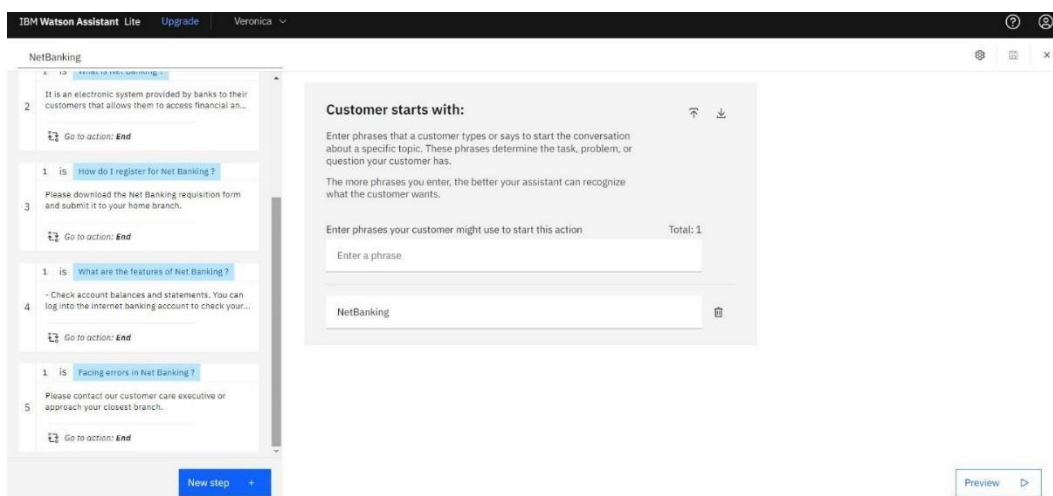 IBM Watson Assistant Lite Upgrade Veronica
NetBanking
1 is What is Net Banking ?
2
It is an electronic system provided by banks to their
customers that allows them to access financial an...
Go to action: End
1 is How do I register for Net Banking ?
3
Please download the Net Banking requisition form
and submit it to your home branch.
Go to action: End
1 is What are the features of Net Banking ?
4
- Check account balances and statements. You can
log into the internet banking account to check your...
Go to action: End
1 is Facing errors in Net Banking ?
5
Please contact our customer care executive or
approach your closest branch.
Go to action: End
New step +
Customer starts with:
Enter phrases that a customer types or says to start the conversation
about a specific topic. These phrases determine the task, problem, or
question your customer has.
The more phrases you enter, the better your assistant can recognize
what the customer wants.
Enter phrases your customer might use to start this action Total: 1
Enter a phrase
NetBanking
Preview